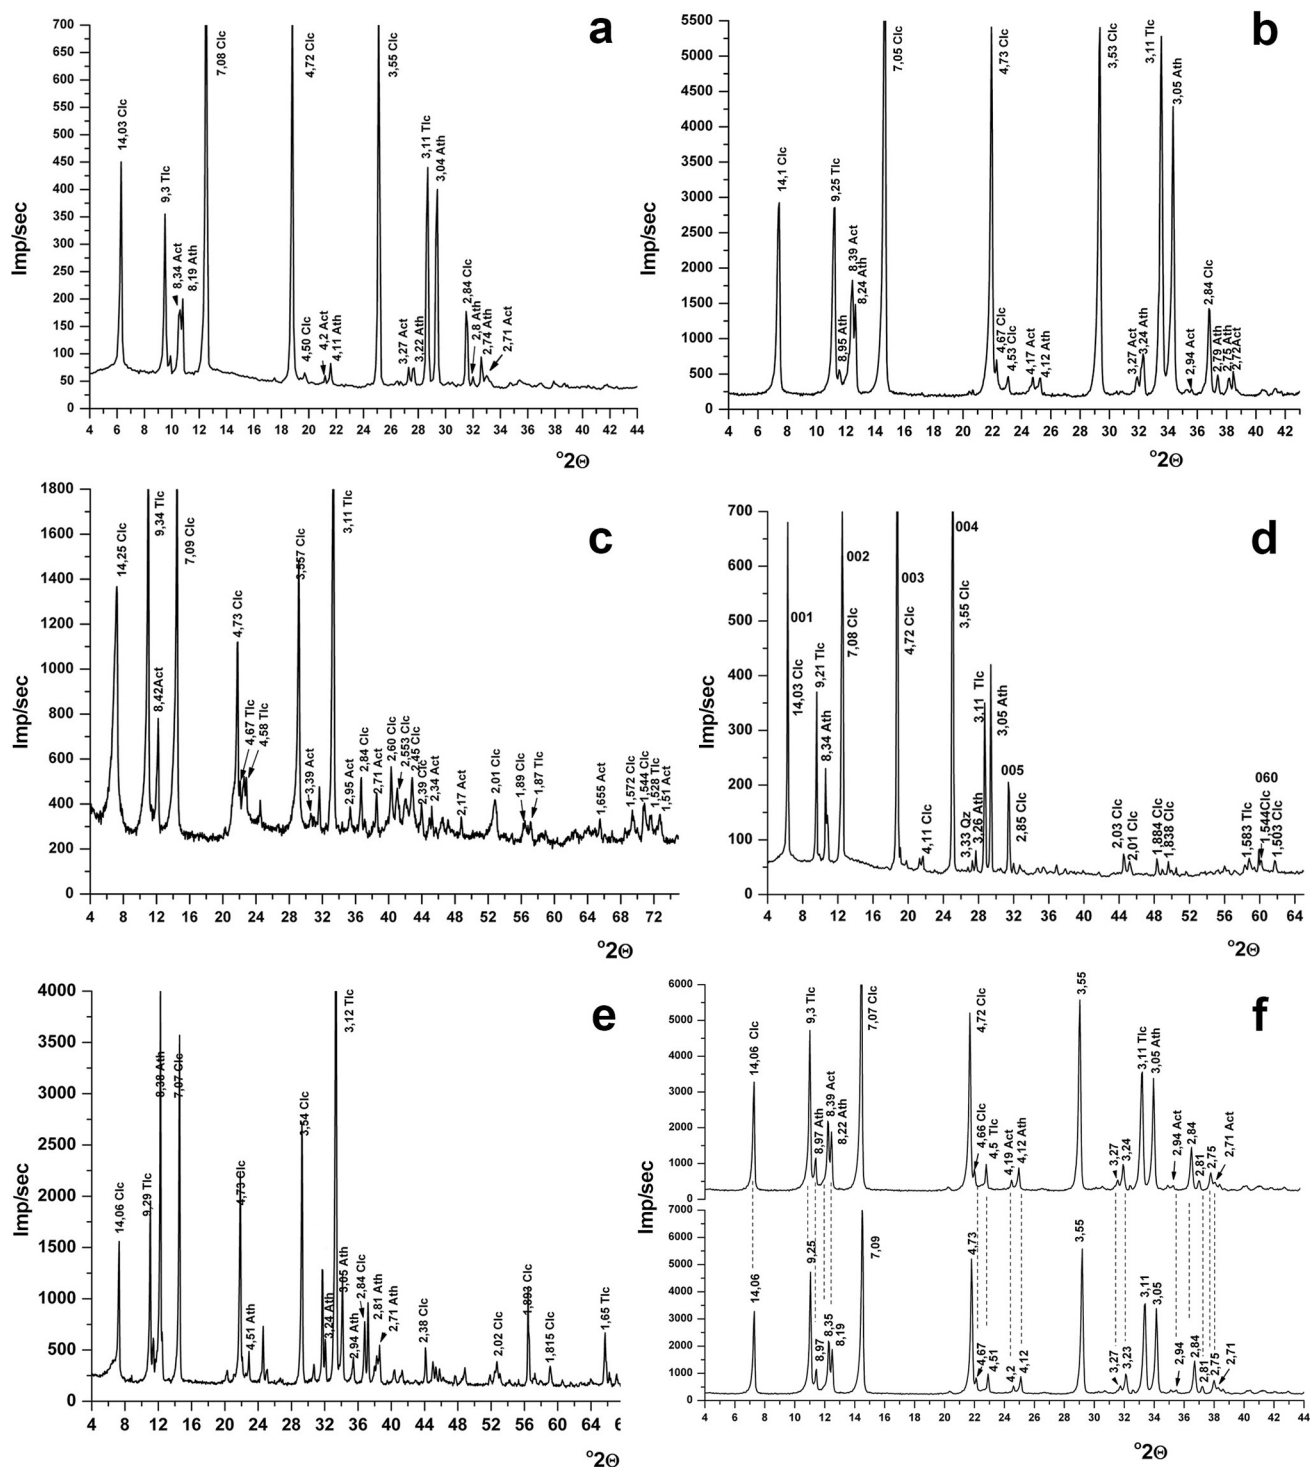 a
Imp/sec
700
650
600
550
500
450
400
350
300
250
200
150
100
50
0
14,03 Clc
9,3 Tlc
8,34 Act
8,19 Ath
7,08 Clc
4,72 Clc
4,50 Clc
4,2 Act
4,11 Ath
3,55 Clc
3,27 Act
3,22 Ath
3,11 Tlc
3,04 Ath
2,84 Clc
2,8 Ath
2,74 Ath
2,71 Act
4 6 8 10 12 14 16 18 20 22 24 26 28 30 32 34 36 38 40 42 44
°2Θ
b
Imp/sec
5500
5000
4500
4000
3500
3000
2500
2000
1500
1000
500
0
14,1 Clc
9,25 Tlc
8,95 Ath
8,39 Act
8,24 Ath
7,05 Clc
4,73 Clc
4,67 Clc
4,53 Clc
4,17 Act
4,12 Ath
3,53 Clc
3,27 Act
3,24 Ath
3,11 Tlc
3,05 Ath
2,94 Act
2,84 Clc
2,79 Ath
2,75 Ath
2,72Act
4 6 8 10 12 14 16 18 20 22 24 26 28 30 32 34 36 38 40 42
°2Θ
c
Imp/sec
1800
1600
1400
1200
1000
800
600
400
200
0
14,25 Clc
9,34 Tlc
8,42Act
7,09 Clc
4,73 Clc
4,67 Tlc
4,58 Tlc
3,557 Clc
3,39 Act
3,11 Tlc
2,95 Act
2,84 Clc
2,71 Act
2,60 Clc
2,553 Clc
2,45 Clc
2,39 Clc
2,34 Act
2,17 Act
2,01 Clc
1,89 Clc
1,87 Tlc
1,655 Act
1,572 Clc
1,544 Clc
1,528 Tlc
1,51 Act
4 8 12 16 20 24 28 32 36 40 44 48 52 56 60 64 68 72
°2Θ
d
Imp/sec
700
600
500
400
300
200
100
0
001
14,03 Clc
9,21 Tlc
8,34 Ath
002
7,08 Clc
003
4,72 Clc
4,11 Clc
004
3,55 Clc
3,33 Qz
3,26 Ath
3,11 Tlc
3,05 Ath
005
2,85 Clc
2,03 Clc
2,01 Clc
1,884 Clc
1,838 Clc
1,583 Tlc
060
1,544Clc
1,503 Clc
4 8 12 16 20 24 28 32 36 40 44 48 52 56 60 64
°2Θ
e
Imp/sec
4000
3500
3000
2500
2000
1500
1000
500
0
14,06 Clc
9,29 Tlc
8,38 Ath
7,07 Clc
4,73 Clc
4,51 Ath
3,54 Clc
3,24 Ath
3,12 Tlc
3,05 Ath
2,94 Ath
2,84 Clc
2,81 Ath
2,71 Ath
2,38 Clc
2,02 Clc
1,893 Clc
1,815 Clc
1,65 Tlc
4 8 12 16 20 24 28 32 36 40 44 48 52 56 60 64
°2Θ
f
Imp/sec
6000
5000
4000
3000
2000
1000
0
14,06 Clc
9,3 Tlc
8,97 Ath
8,39 Act
8,22 Ath
7,07 Clc
4,72 Clc
4,66 Clc
4,5 Tlc
4,19 Act
4,12 Ath
3,55
3,27
3,24
3,11 Tlc
3,05 Ath
2,94 Act
2,84
2,81
2,75
2,71 Act
7000
6000
5000
4000
3000
2000
1000
0
14,06
9,25
8,97
8,35
8,19
7,09
4,73
4,67
4,51
4,2
4,12
3,55
3,27
3,23
3,11
3,05
2,94
2,84
2,81
2,75
2,71
4 6 8 10 12 14 16 18 20 22 24 26 28 30 32 34 36 38 40 42 44
°2Θ